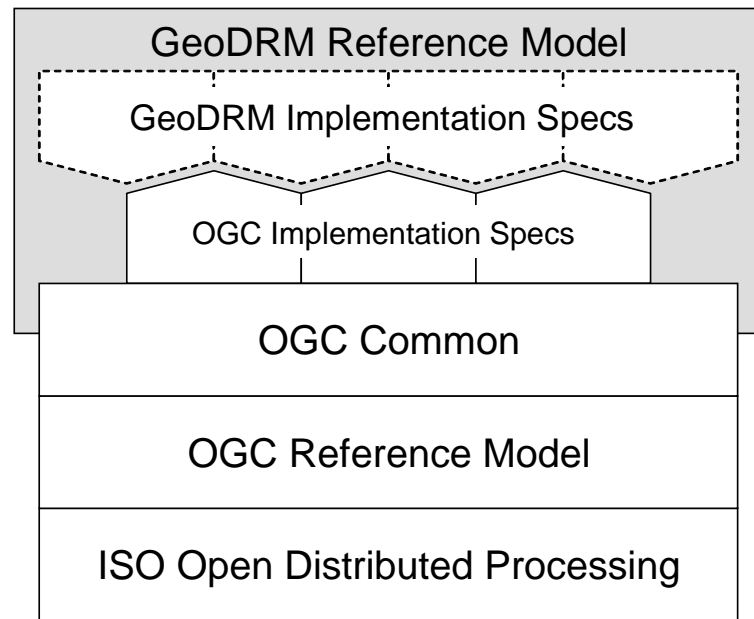 GeoDRM Reference Model
GeoDRM Implementation Specs
OGC Implementation Specs
OGC Common
OGC Reference Model
ISO Open Distributed Processing